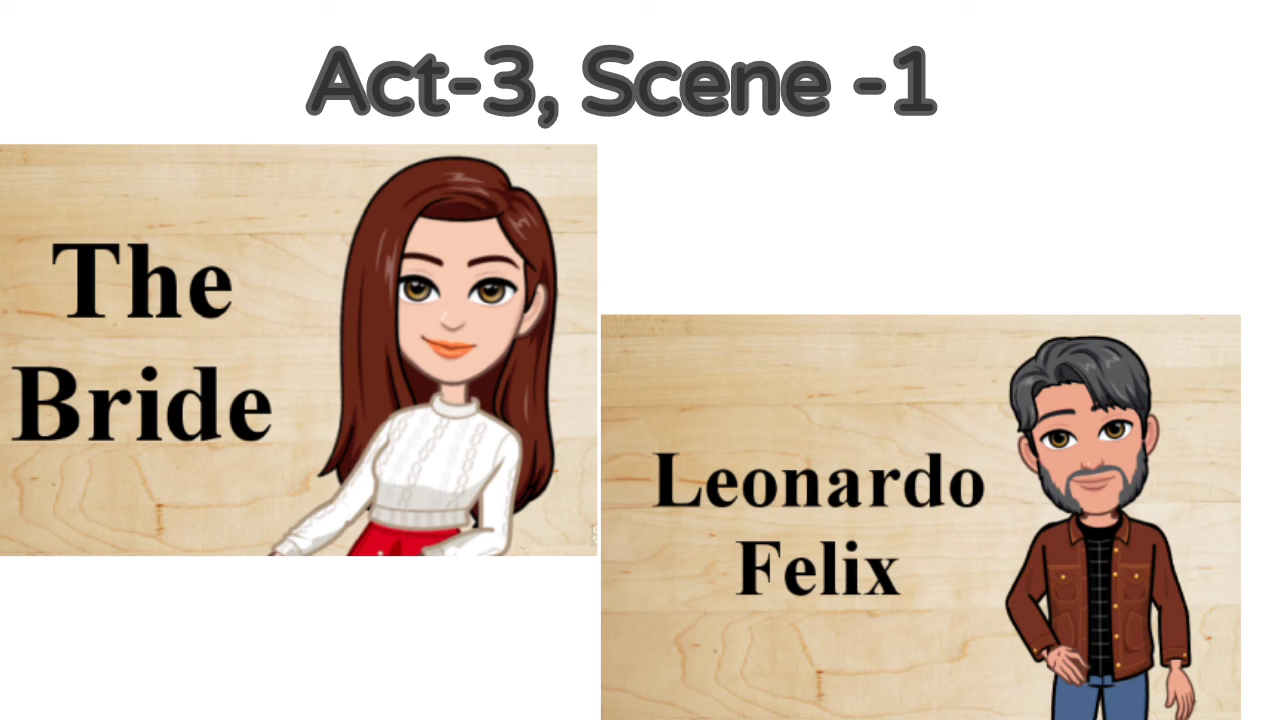 Act-3, Scene -1
The
Bride
Leonardo
Felix